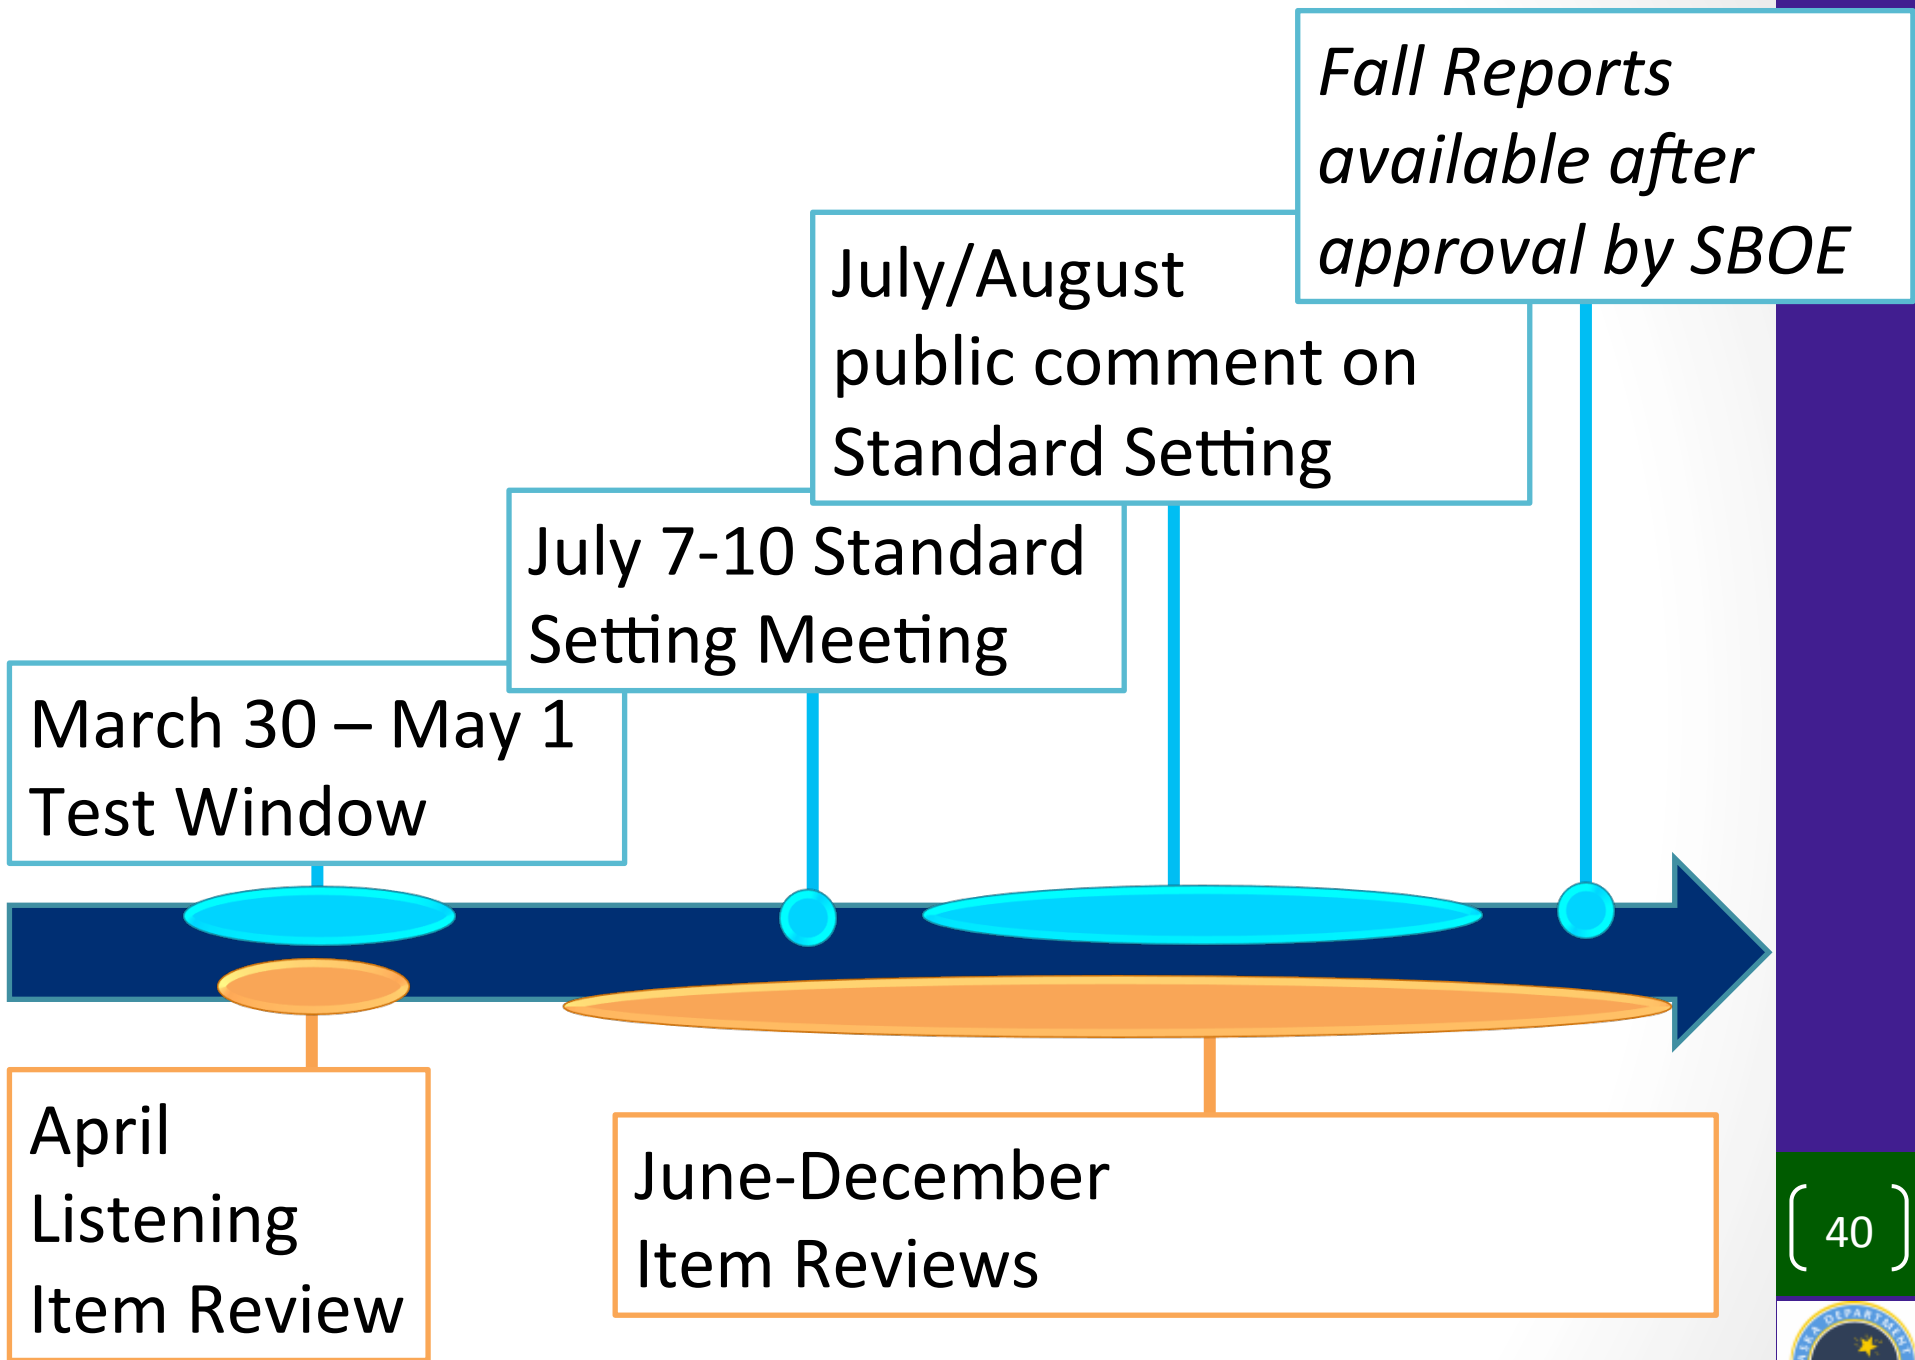 Fall Reports
available after
approval by SBOE
July/August
public comment on
Standard Setting
July 7-10 Standard
Setting Meeting
March 30 – May 1
Test Window
April
Listening
Item Review
June-December
Item Reviews
40
DEPARTMENT